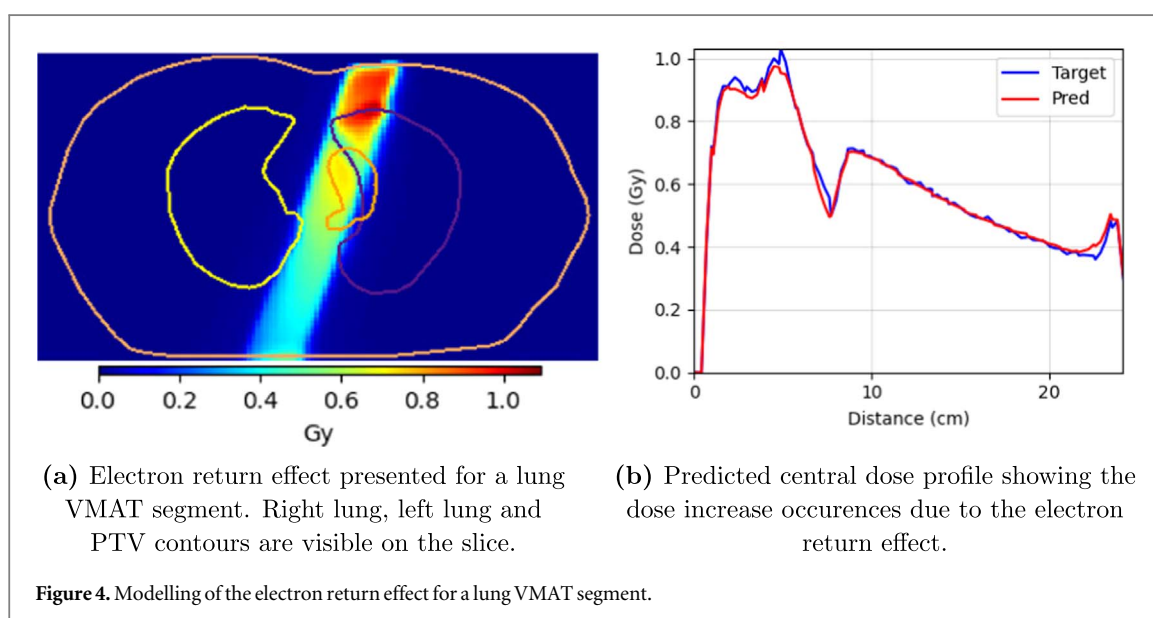 0.0 0.2 0.4 0.6 0.8 1.0
Gy
(a) Electron return effect presented for a lung
VMAT segment. Right lung, left lung and
PTV contours are visible on the slice.
1.0
0.8
0.6
0.4
0.2
0.0
Dose (Gy)
Target
Pred
0 10 20
Distance (cm)
(b) Predicted central dose profile showing the
dose increase occurences due to the electron
return effect.
Figure 4. Modelling of the electron return effect for a lung VMAT segment.